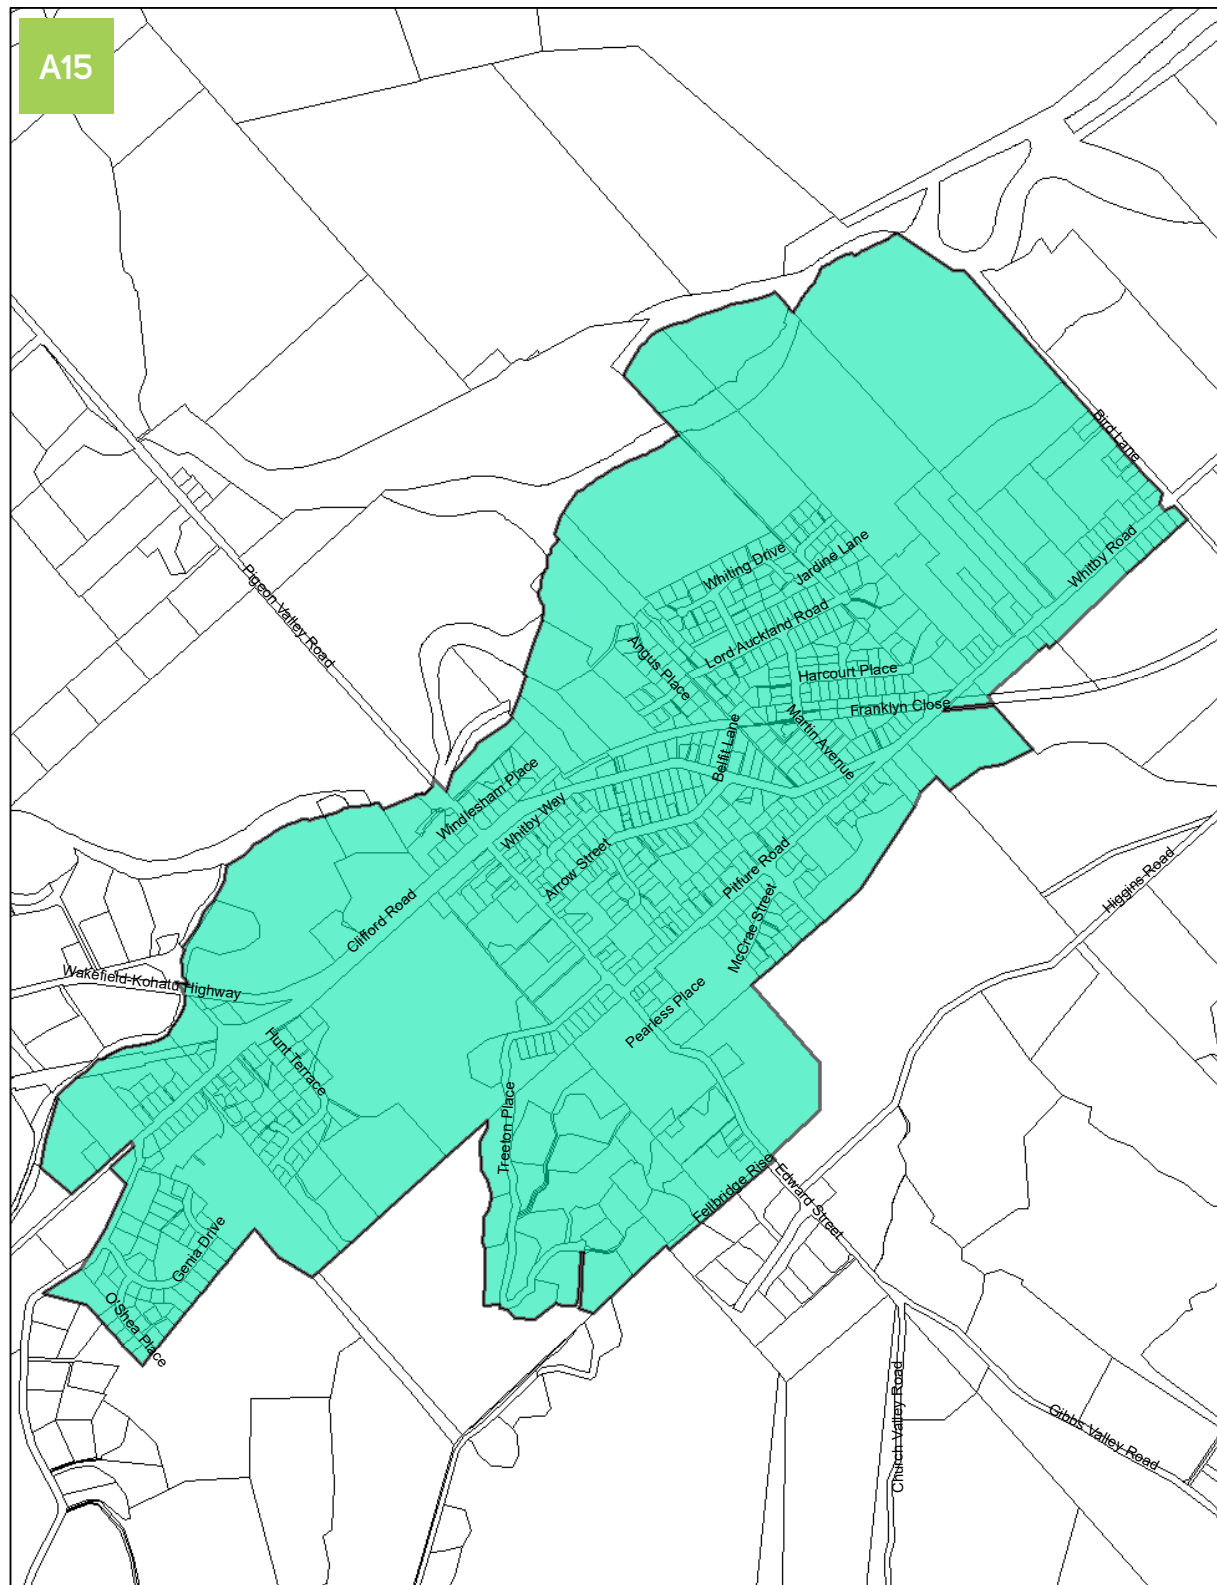 A15
Bird Lane
Whitby Road
Whiting Drive
Jardine Lane
Pigeon Valley Road
Lord Auckland Road
Angus Place
Harcourt Place
Franklyn Close
Martin Avenue
Belfit Lane
Windlesham Place
Whitby Way
Arrow Street
Pitfure Road
Higgins Road
McCrae Street
Clifford Road
Wakefield-Kohatu Highway
Pearless Place
Hunt Terrace
Treeton Place
Fellbridge Rise
Edward Street
Genia Drive
O'Shea Place
Church Valley Road
Gibbs Valley Road